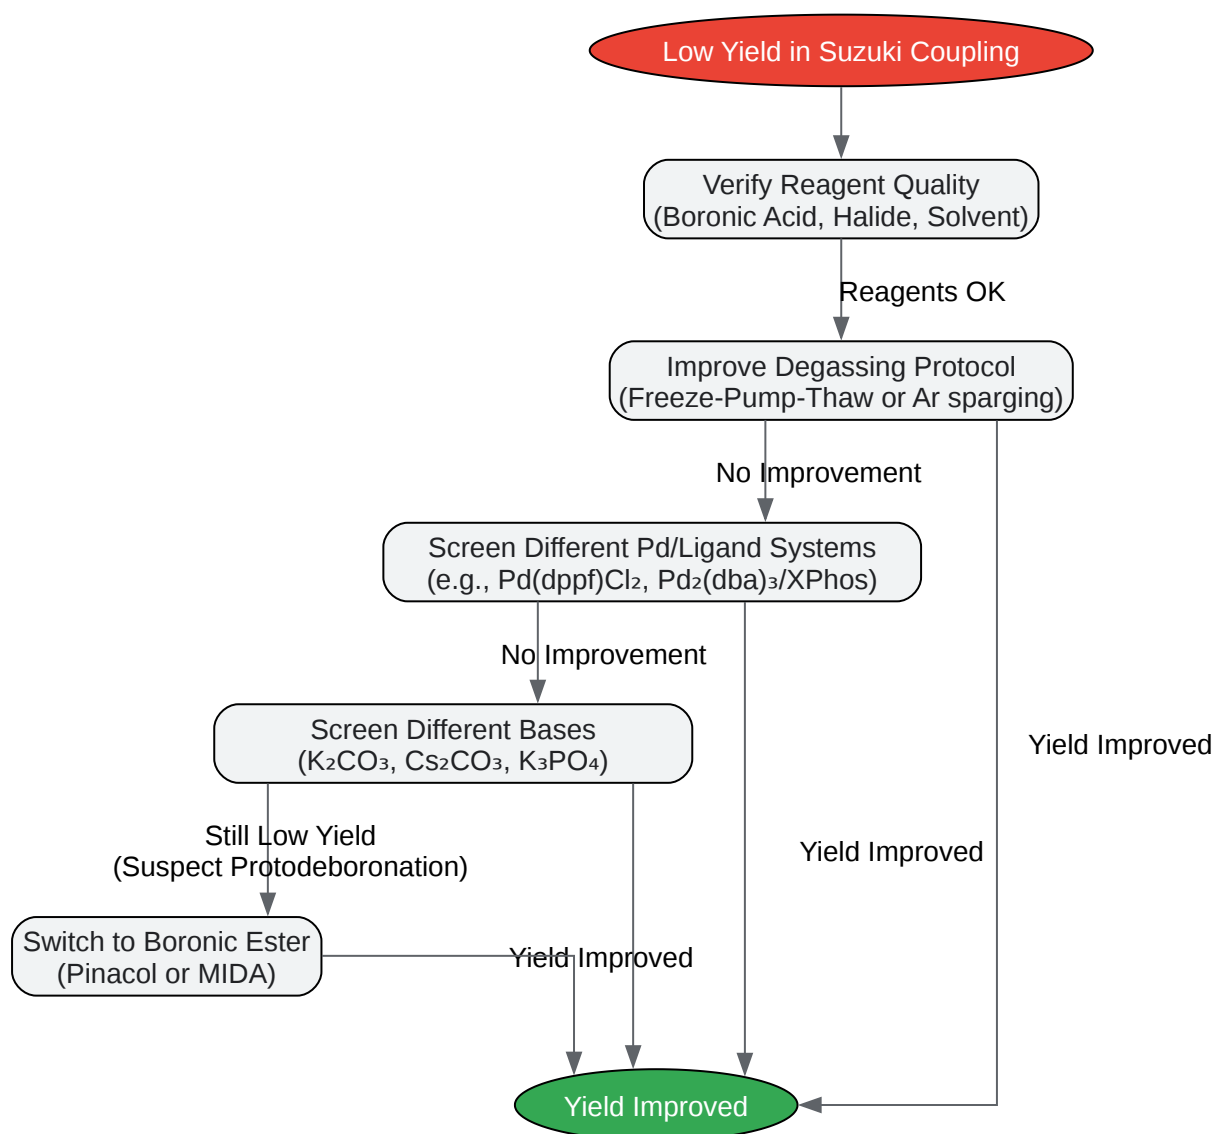 Low Yield in Suzuki Coupling
Verify Reagent Quality
(Boronic Acid, Halide, Solvent)
Reagents OK
Improve Degassing Protocol
(Freeze-Pump-Thaw or Ar sparging)
No Improvement
Screen Different Pd/Ligand Systems
(e.g., Pd(dppf)Cl₂, Pd₂(dba)₃/XPhos)
No Improvement
Screen Different Bases
(K₂CO₃, Cs₂CO₃, K₃PO₄)
Yield Improved
Still Low Yield
(Suspect Protodeboronation)
Yield Improved
Switch to Boronic Ester
(Pinacol or MIDA)
Yield Improved
Yield Improved